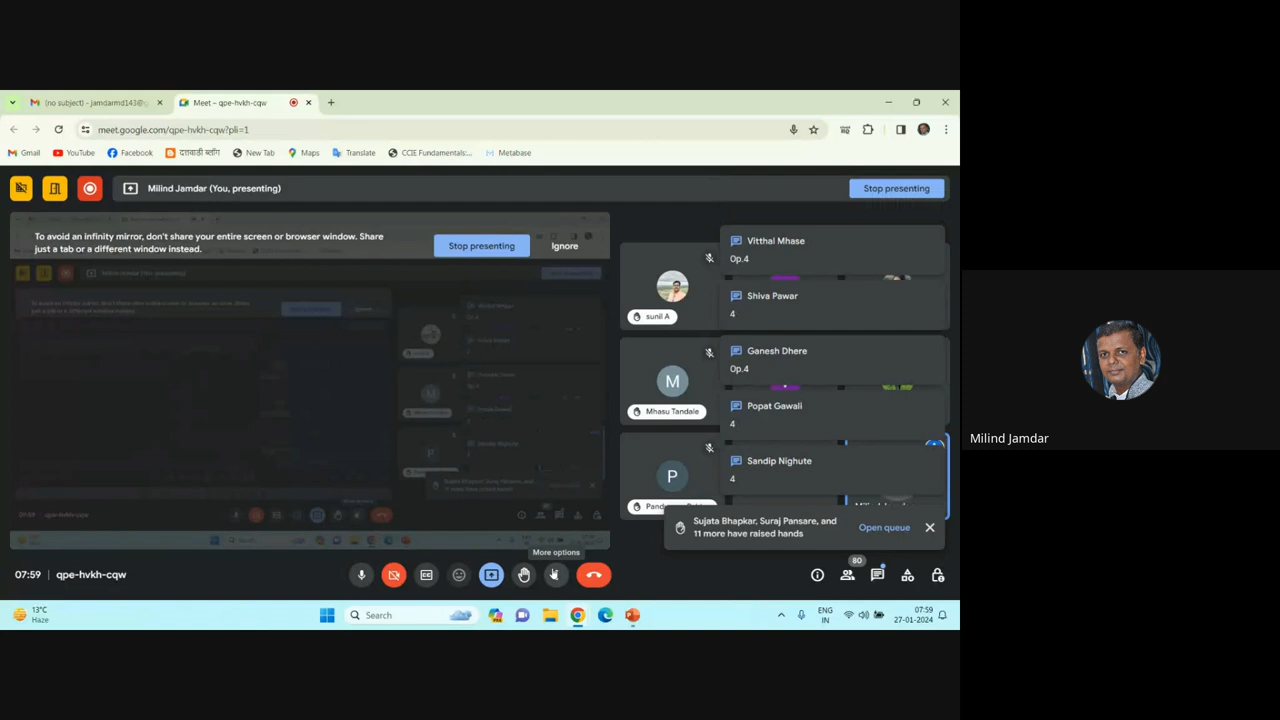 (no subject) - jamdarmd143@g
Meet – qpe-hvkh-cqw
meet.google.com/qpe-hvkh-cqw?pli=1
Gmail
YouTube
Facebook
दत्तवाडी ब्लॉग
New Tab
Maps
Translate
CCIE Fundamentals:...
Metabase
Milind Jamdar (You, presenting)
Stop presenting
To avoid an infinity mirror, don't share your entire screen or browser window. Share
just a tab or a different window instead.
Stop presenting
Ignore
sunil A
Vitthal Mhase
Op.4
Shiva Pawar
4
M
Mhasu Tandale
Ganesh Dhere
Op.4
Popat Gawali
4
P
Sandip Nighute
4
Sujata Bhapkar, Suraj Pansare, and
11 more have raised hands
Open queue
More options
07:59
qpe-hvkh-cqw
80
Milind Jamdar
13°C
Haze
Search
ENG
IN
07:59
27-01-2024